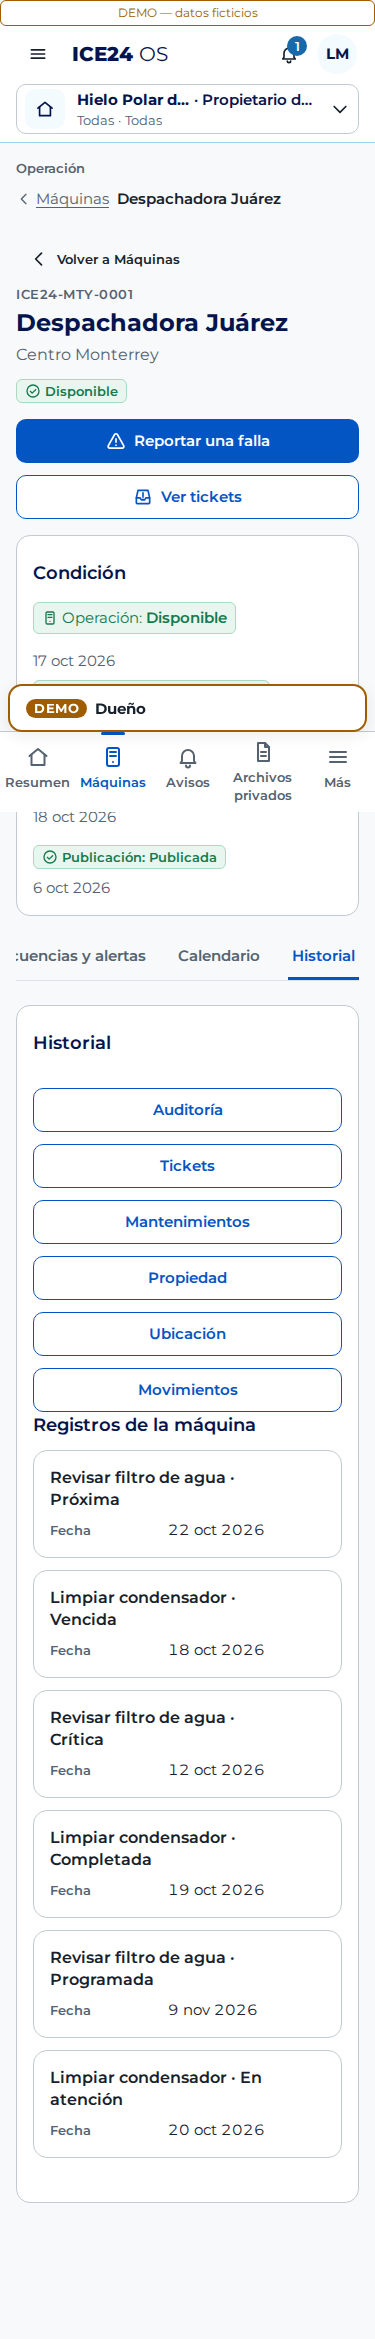 DEMO — datos ficticios
ICE24 OS
1
LM
Hielo Polar d... · Propietario d...
Todas · Todas
Operación
Máquinas Despachadora Juárez
Volver a Máquinas
ICE24-MTY-0001
Despachadora Juárez
Centro Monterrey
Disponible
Reportar una falla
Ver tickets
Condición
Operación: Disponible
17 oct 2026
DEMO Dueño
Resumen
Máquinas
Avisos
Archivos
privados
Más
18 oct 2026
Publicación: Publicada
6 oct 2026
cuencias y alertas
Calendario
Historial
Historial
Auditoría
Tickets
Mantenimientos
Propiedad
Ubicación
Movimientos
Registros de la máquina
Revisar filtro de agua ·
Próxima
Fecha 22 oct 2026
Limpiar condensador ·
Vencida
Fecha 18 oct 2026
Revisar filtro de agua ·
Crítica
Fecha 12 oct 2026
Limpiar condensador ·
Completada
Fecha 19 oct 2026
Revisar filtro de agua ·
Programada
Fecha 9 nov 2026
Limpiar condensador · En
atención
Fecha 20 oct 2026